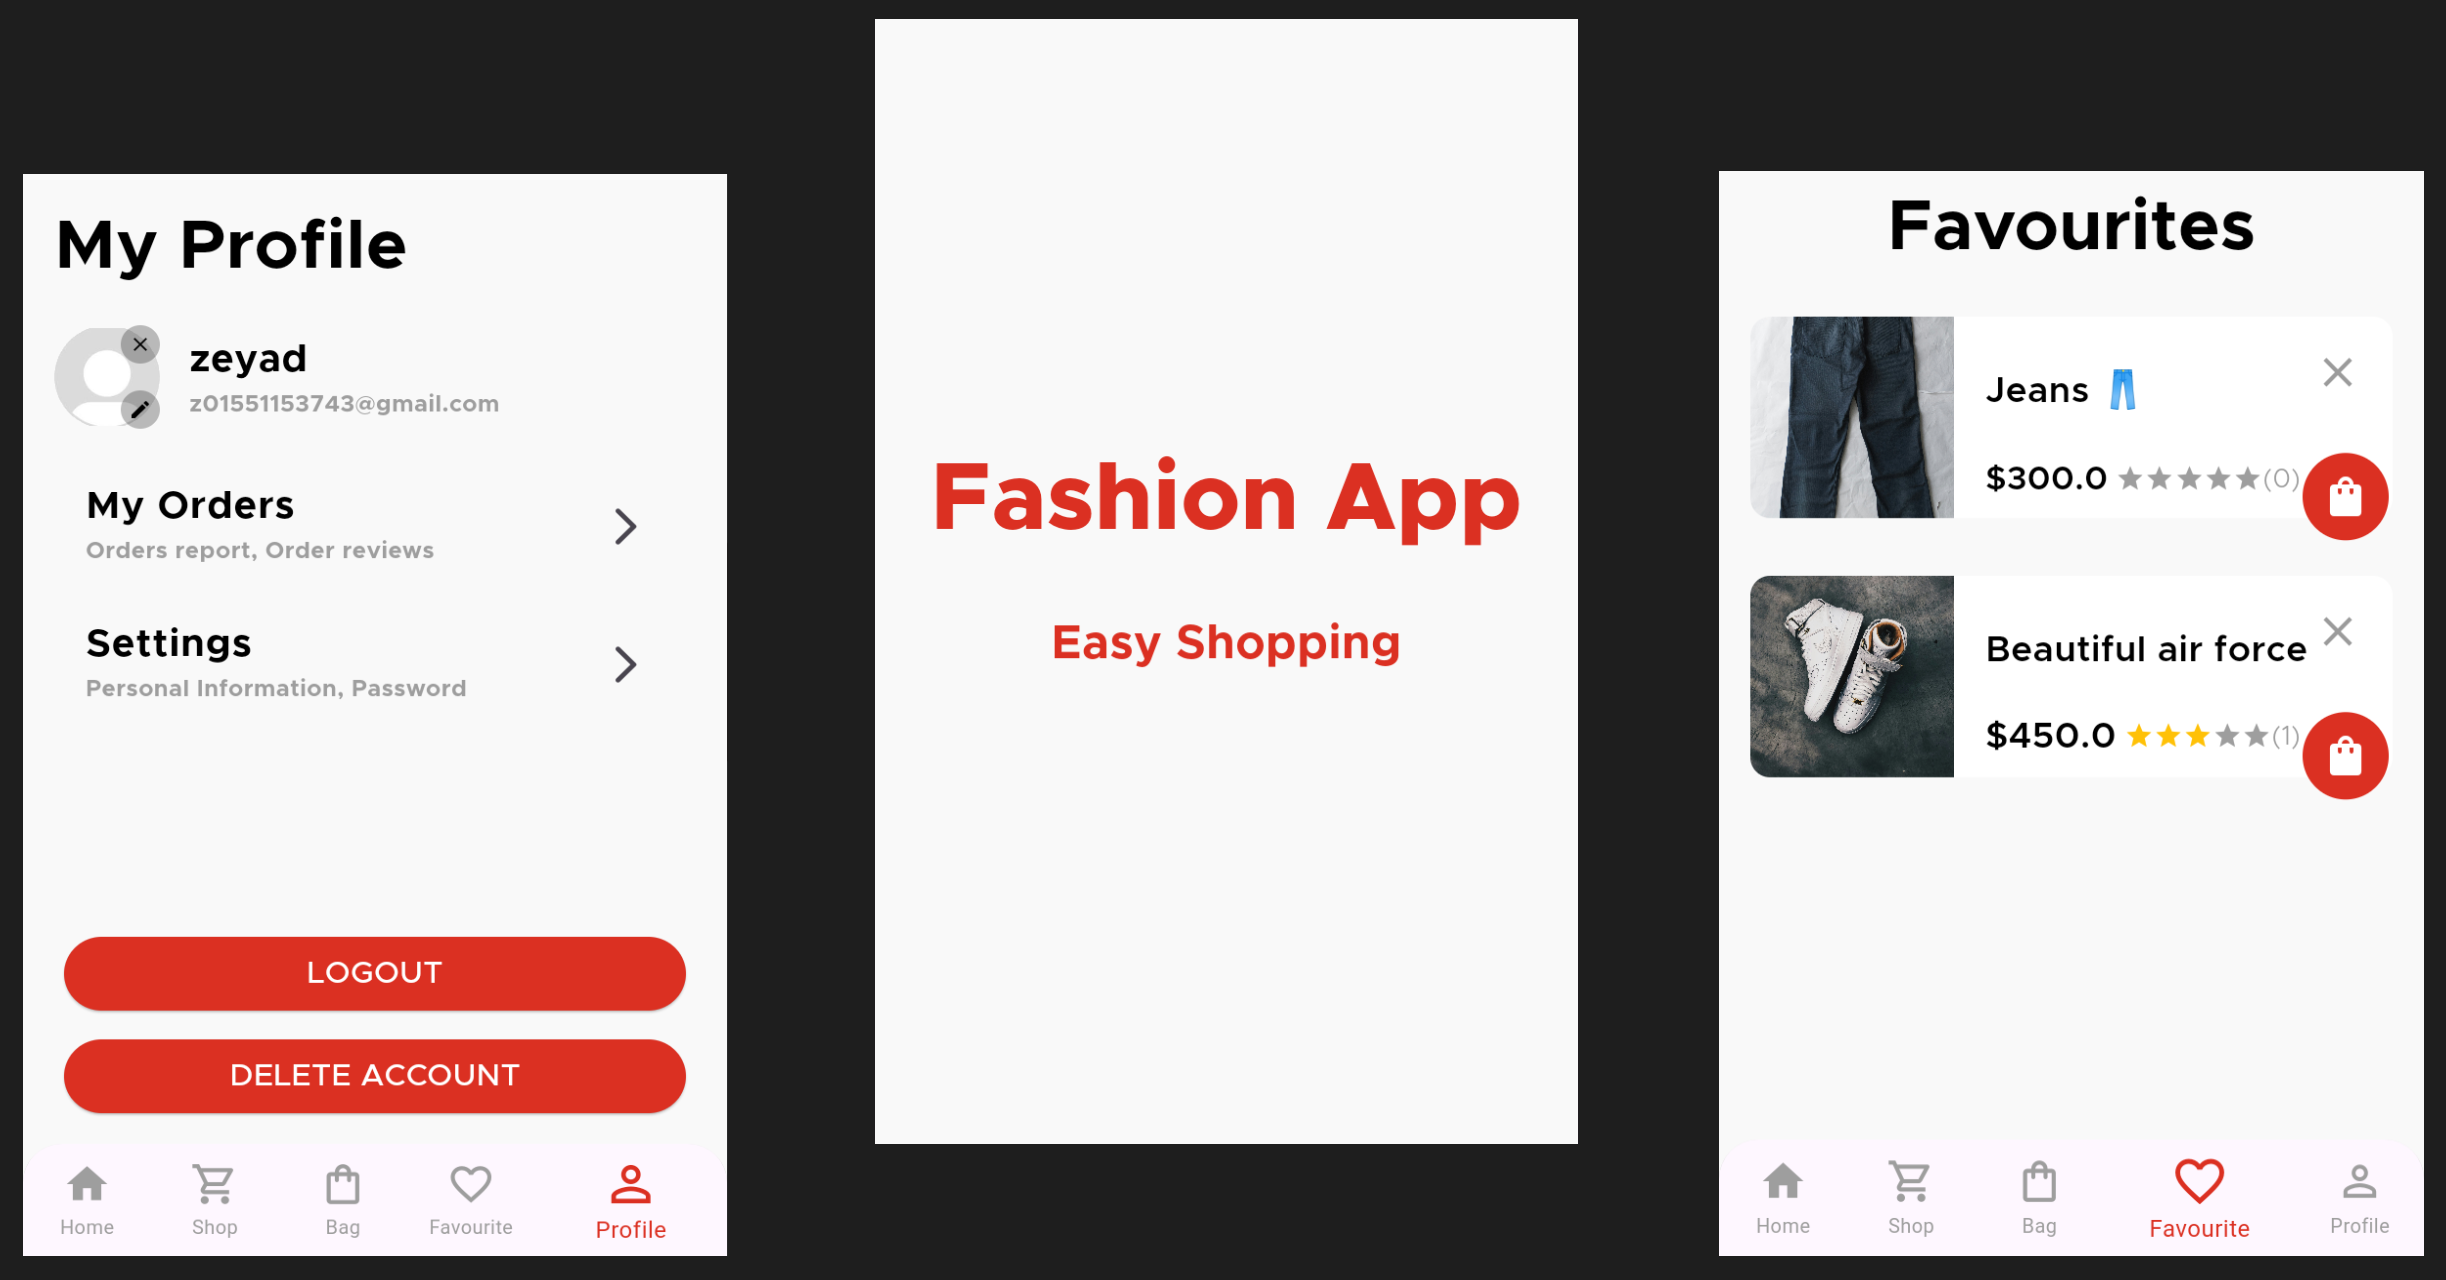 My Profile
zeyad
z01551153743@gmail.com
My Orders
Orders report, Order reviews
Settings
Personal Information, Password
LOGOUT
DELETE ACCOUNT
Home Shop Bag Favourite Profile
Fashion App
Easy Shopping
Favourites
Jeans 👖
$300.0 (0)
Beautiful air force
$450.0 (1)
Home Shop Bag Favourite Profile